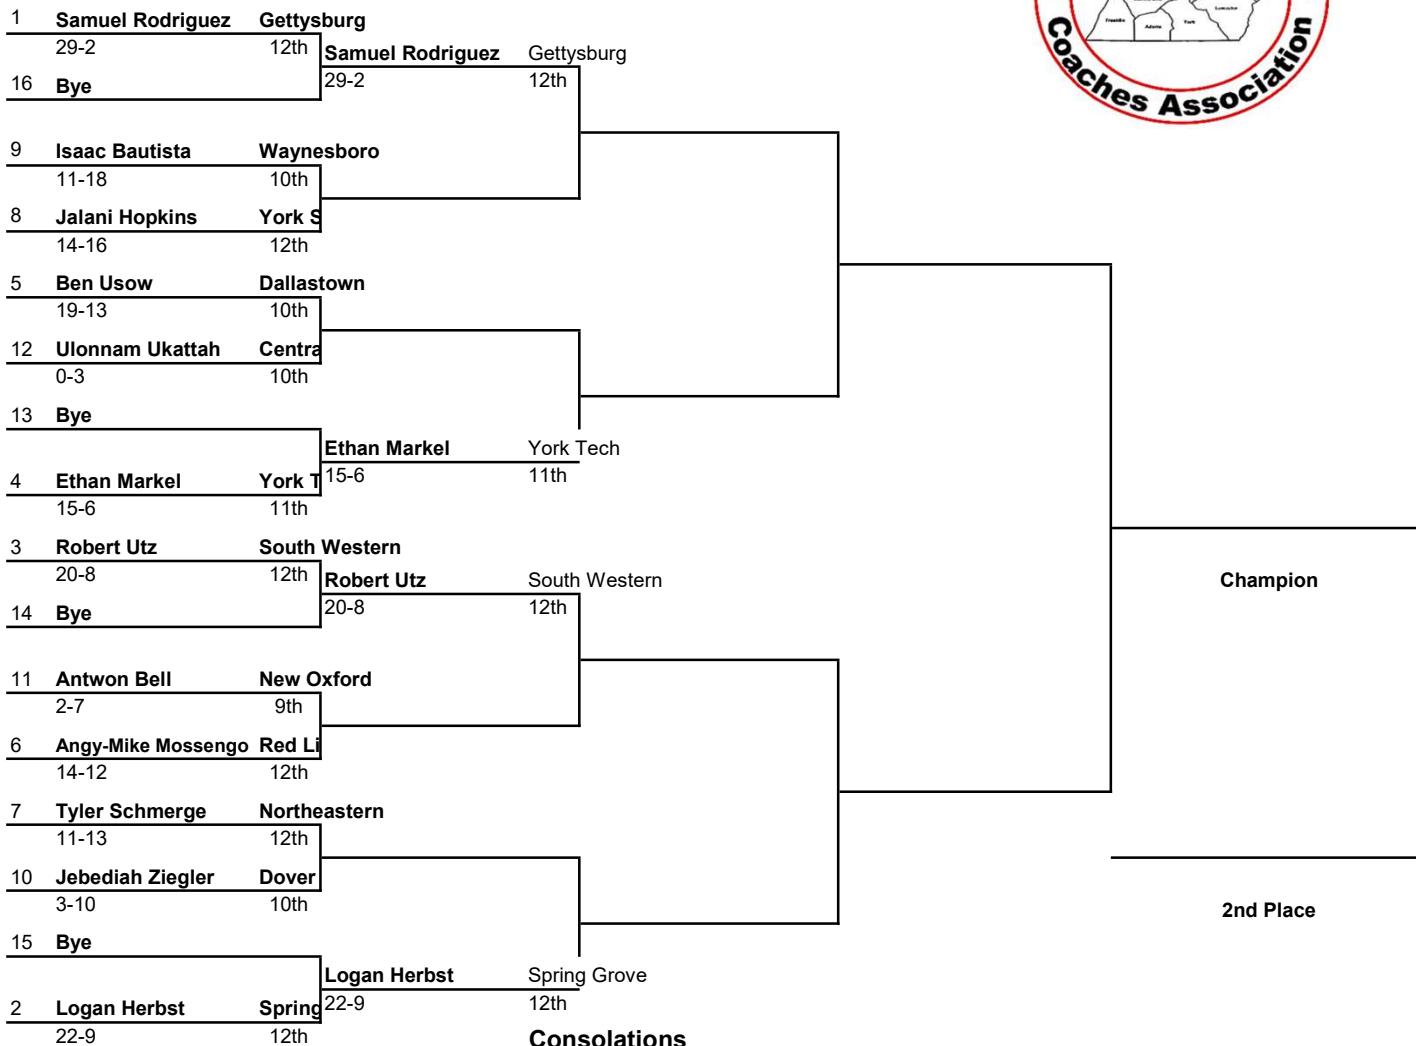 Coaches Association
1 Samuel Rodriguez Gettysburg
29-2 12th
Samuel Rodriguez Gettysburg
29-2 12th
16 Bye
9 Isaac Bautista Waynesboro
11-18 10th
8 Jalani Hopkins York S
14-16 12th
5 Ben Usow Dallastown
19-13 10th
12 Ulonnam Ukattah Centra
0-3 10th
13 Bye
Ethan Markel York Tech
15-6 11th
4 Ethan Markel York T
15-6 11th
3 Robert Utz South Western
20-8 12th
Robert Utz South Western
20-8 12th
Champion
14 Bye
11 Antwon Bell New Oxford
2-7 9th
6 Angy-Mike Mossengo Red Li
14-12 12th
7 Tyler Schmerge Northeastern
11-13 12th
10 Jebediah Ziegler Dover
3-10 10th
2nd Place
15 Bye
Logan Herbst Spring Grove
22-9 12th
2 Logan Herbst Spring
22-9 12th
Consolations